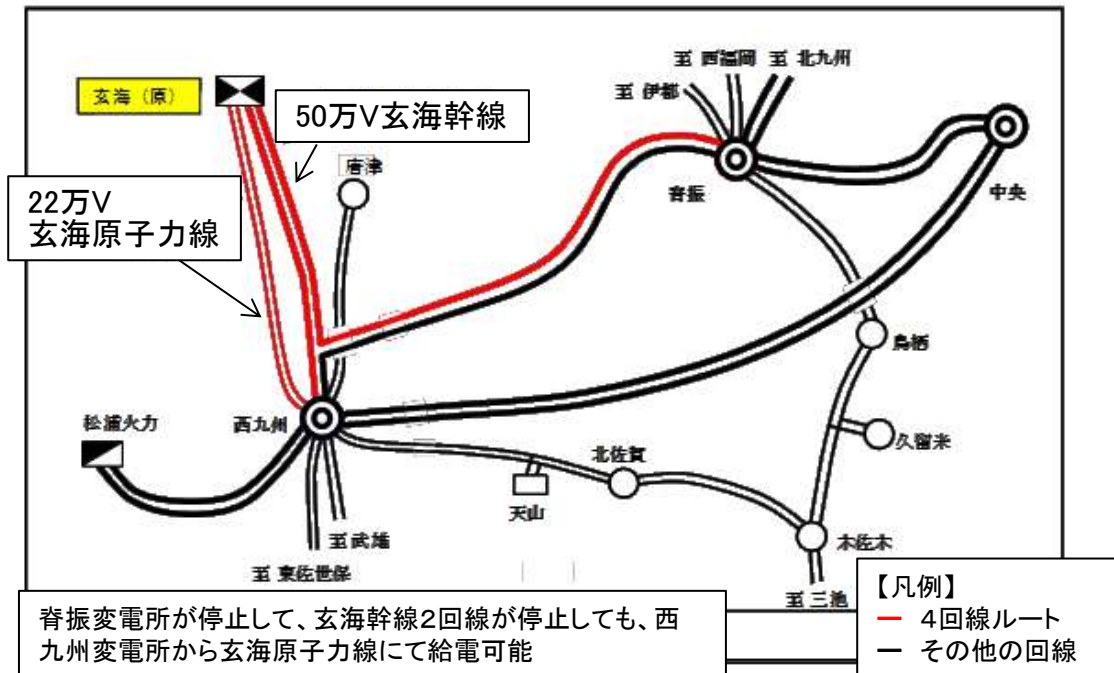 至 西福岡 至 北九州
至 伊都
玄海（原）
50万V玄海幹線
唐津
22万V
玄海原子力線
脊振
中央
鳥栖
松浦火力
西九州
久留米
北佐賀
天山
木佐木
至 武雄
至 東佐世保
至 三池
脊振変電所が停止して、玄海幹線2回線が停止しても、西
九州変電所から玄海原子力線にて給電可能
【凡例】
4回線ルート
その他の回線